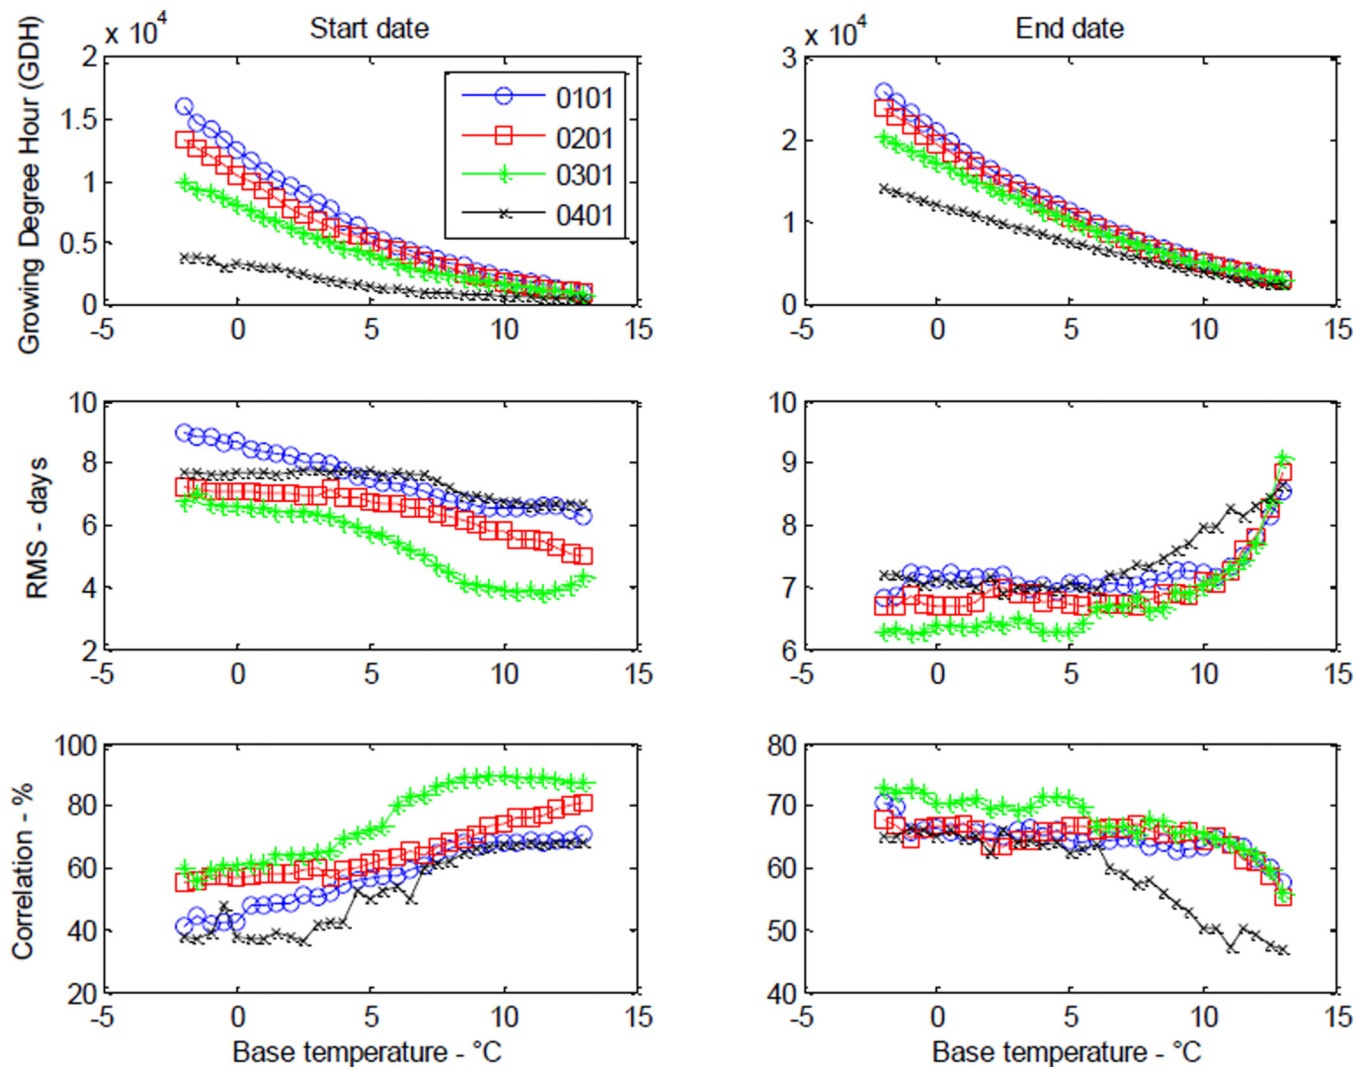 x 10⁴ Start date
Growing Degree Hour (GDH)
2
1.5
1
0.5
0
-5 0 5 10 15
0101
0201
0301
0401
x 10⁴ End date
3
2
1
0
-5 0 5 10 15
RMS - days
10
8
6
4
2
-5 0 5 10 15
10
9
8
7
6
-5 0 5 10 15
Correlation - %
100
80
60
40
20
-5 0 5 10 15
Base temperature - °C
80
70
60
50
40
-5 0 5 10 15
Base temperature - °C